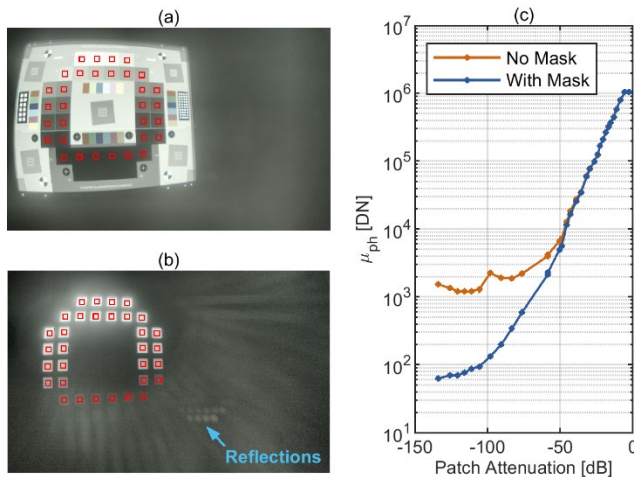 (a)
(b)
Reflections
(c)
No Mask
With Mask
μph [DN]
10^7
10^6
10^5
10^4
10^3
10^2
10^1
-150
-100
-50
0
Patch Attenuation [dB]